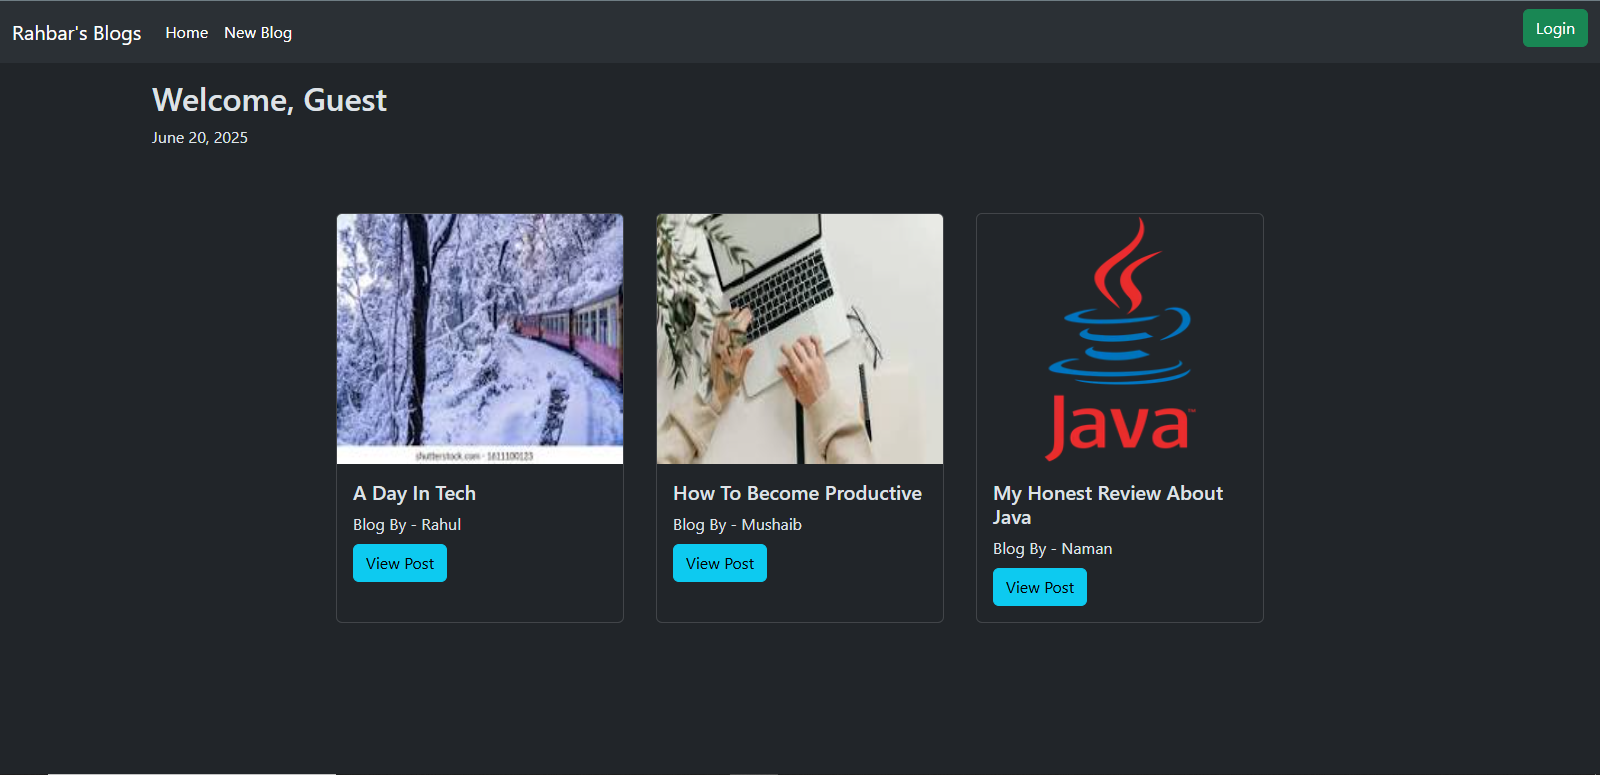 Rahbar's Blogs Home New Blog Login
Welcome, Guest
June 20, 2025
shutterstock.com · 1611100123
Java™
A Day In Tech
Blog By - Rahul
View Post
How To Become Productive
Blog By - Mushaib
View Post
My Honest Review About
Java
Blog By - Naman
View Post